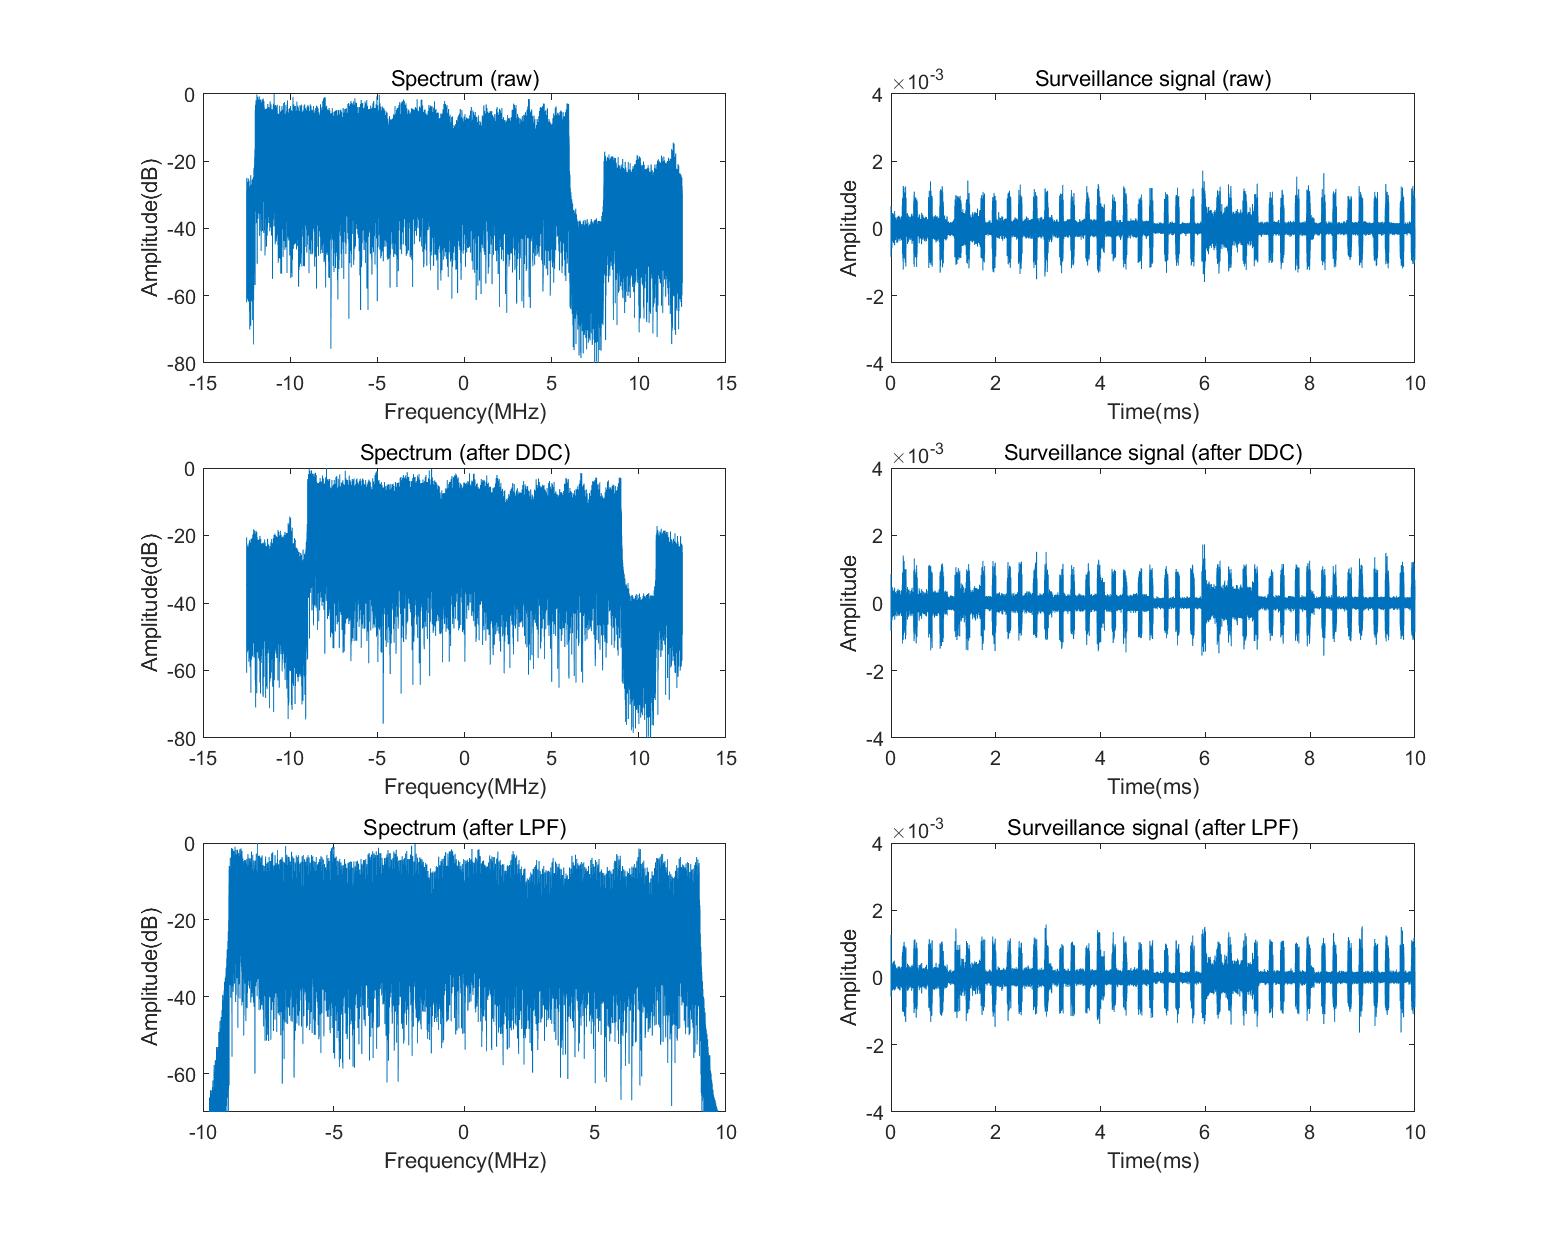 Spectrum (raw)
0
-20
-40
-60
-80
Amplitude(dB)
-15 -10 -5 0 5 10 15
Frequency(MHz)
Surveillance signal (raw)
×10-3
4
2
0
-2
-4
Amplitude
0 2 4 6 8 10
Time(ms)
Spectrum (after DDC)
0
-20
-40
-60
-80
Amplitude(dB)
-15 -10 -5 0 5 10 15
Frequency(MHz)
Surveillance signal (after DDC)
×10-3
4
2
0
-2
-4
Amplitude
0 2 4 6 8 10
Time(ms)
Spectrum (after LPF)
0
-20
-40
-60
Amplitude(dB)
-10 -5 0 5 10
Frequency(MHz)
Surveillance signal (after LPF)
×10-3
4
2
0
-2
-4
Amplitude
0 2 4 6 8 10
Time(ms)